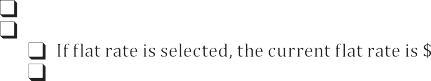 If flat rate is selected, the current flat rate is $